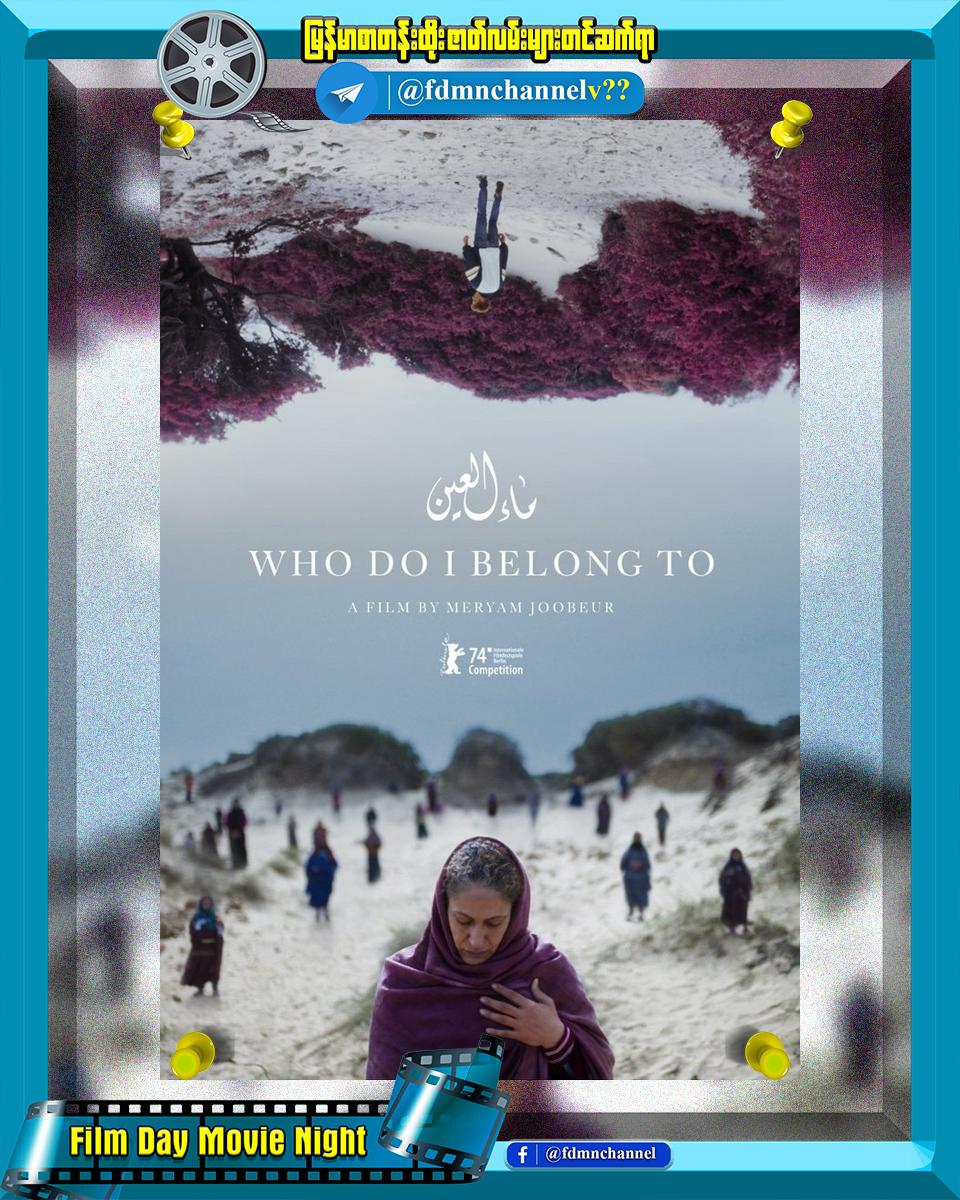 မြန်မာစာတန်းထိုးဇာတ်လမ်းများတင်ဆက်ရာ
@fdmnchannelv??
ماء العين
WHO DO I BELONG TO
A FILM BY MERYAM JOOBEUR
74
Internationale
Filmfestspiele
Berlin
Competition
Film Day Movie Night
@fdmnchannel